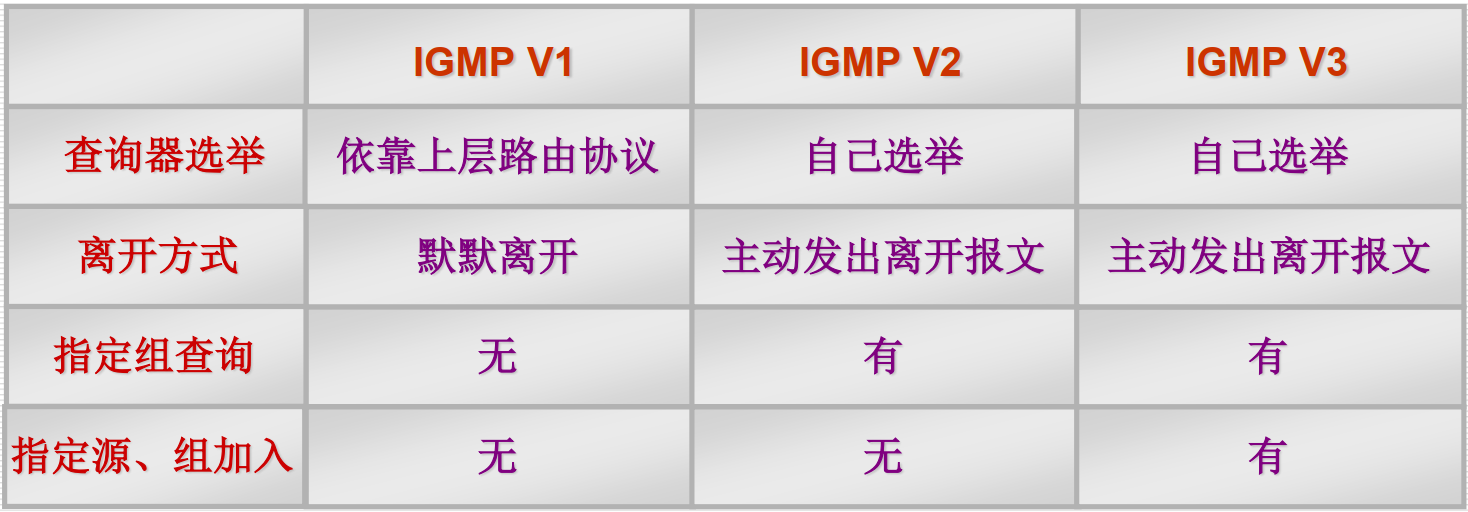 IGMP V1 IGMP V2 IGMP V3
查询器选举 依靠上层路由协议 自己选举 自己选举
离开方式 默默离开 主动发出离开报文 主动发出离开报文
指定组查询 无 有 有
指定源、组加入 无 无 有